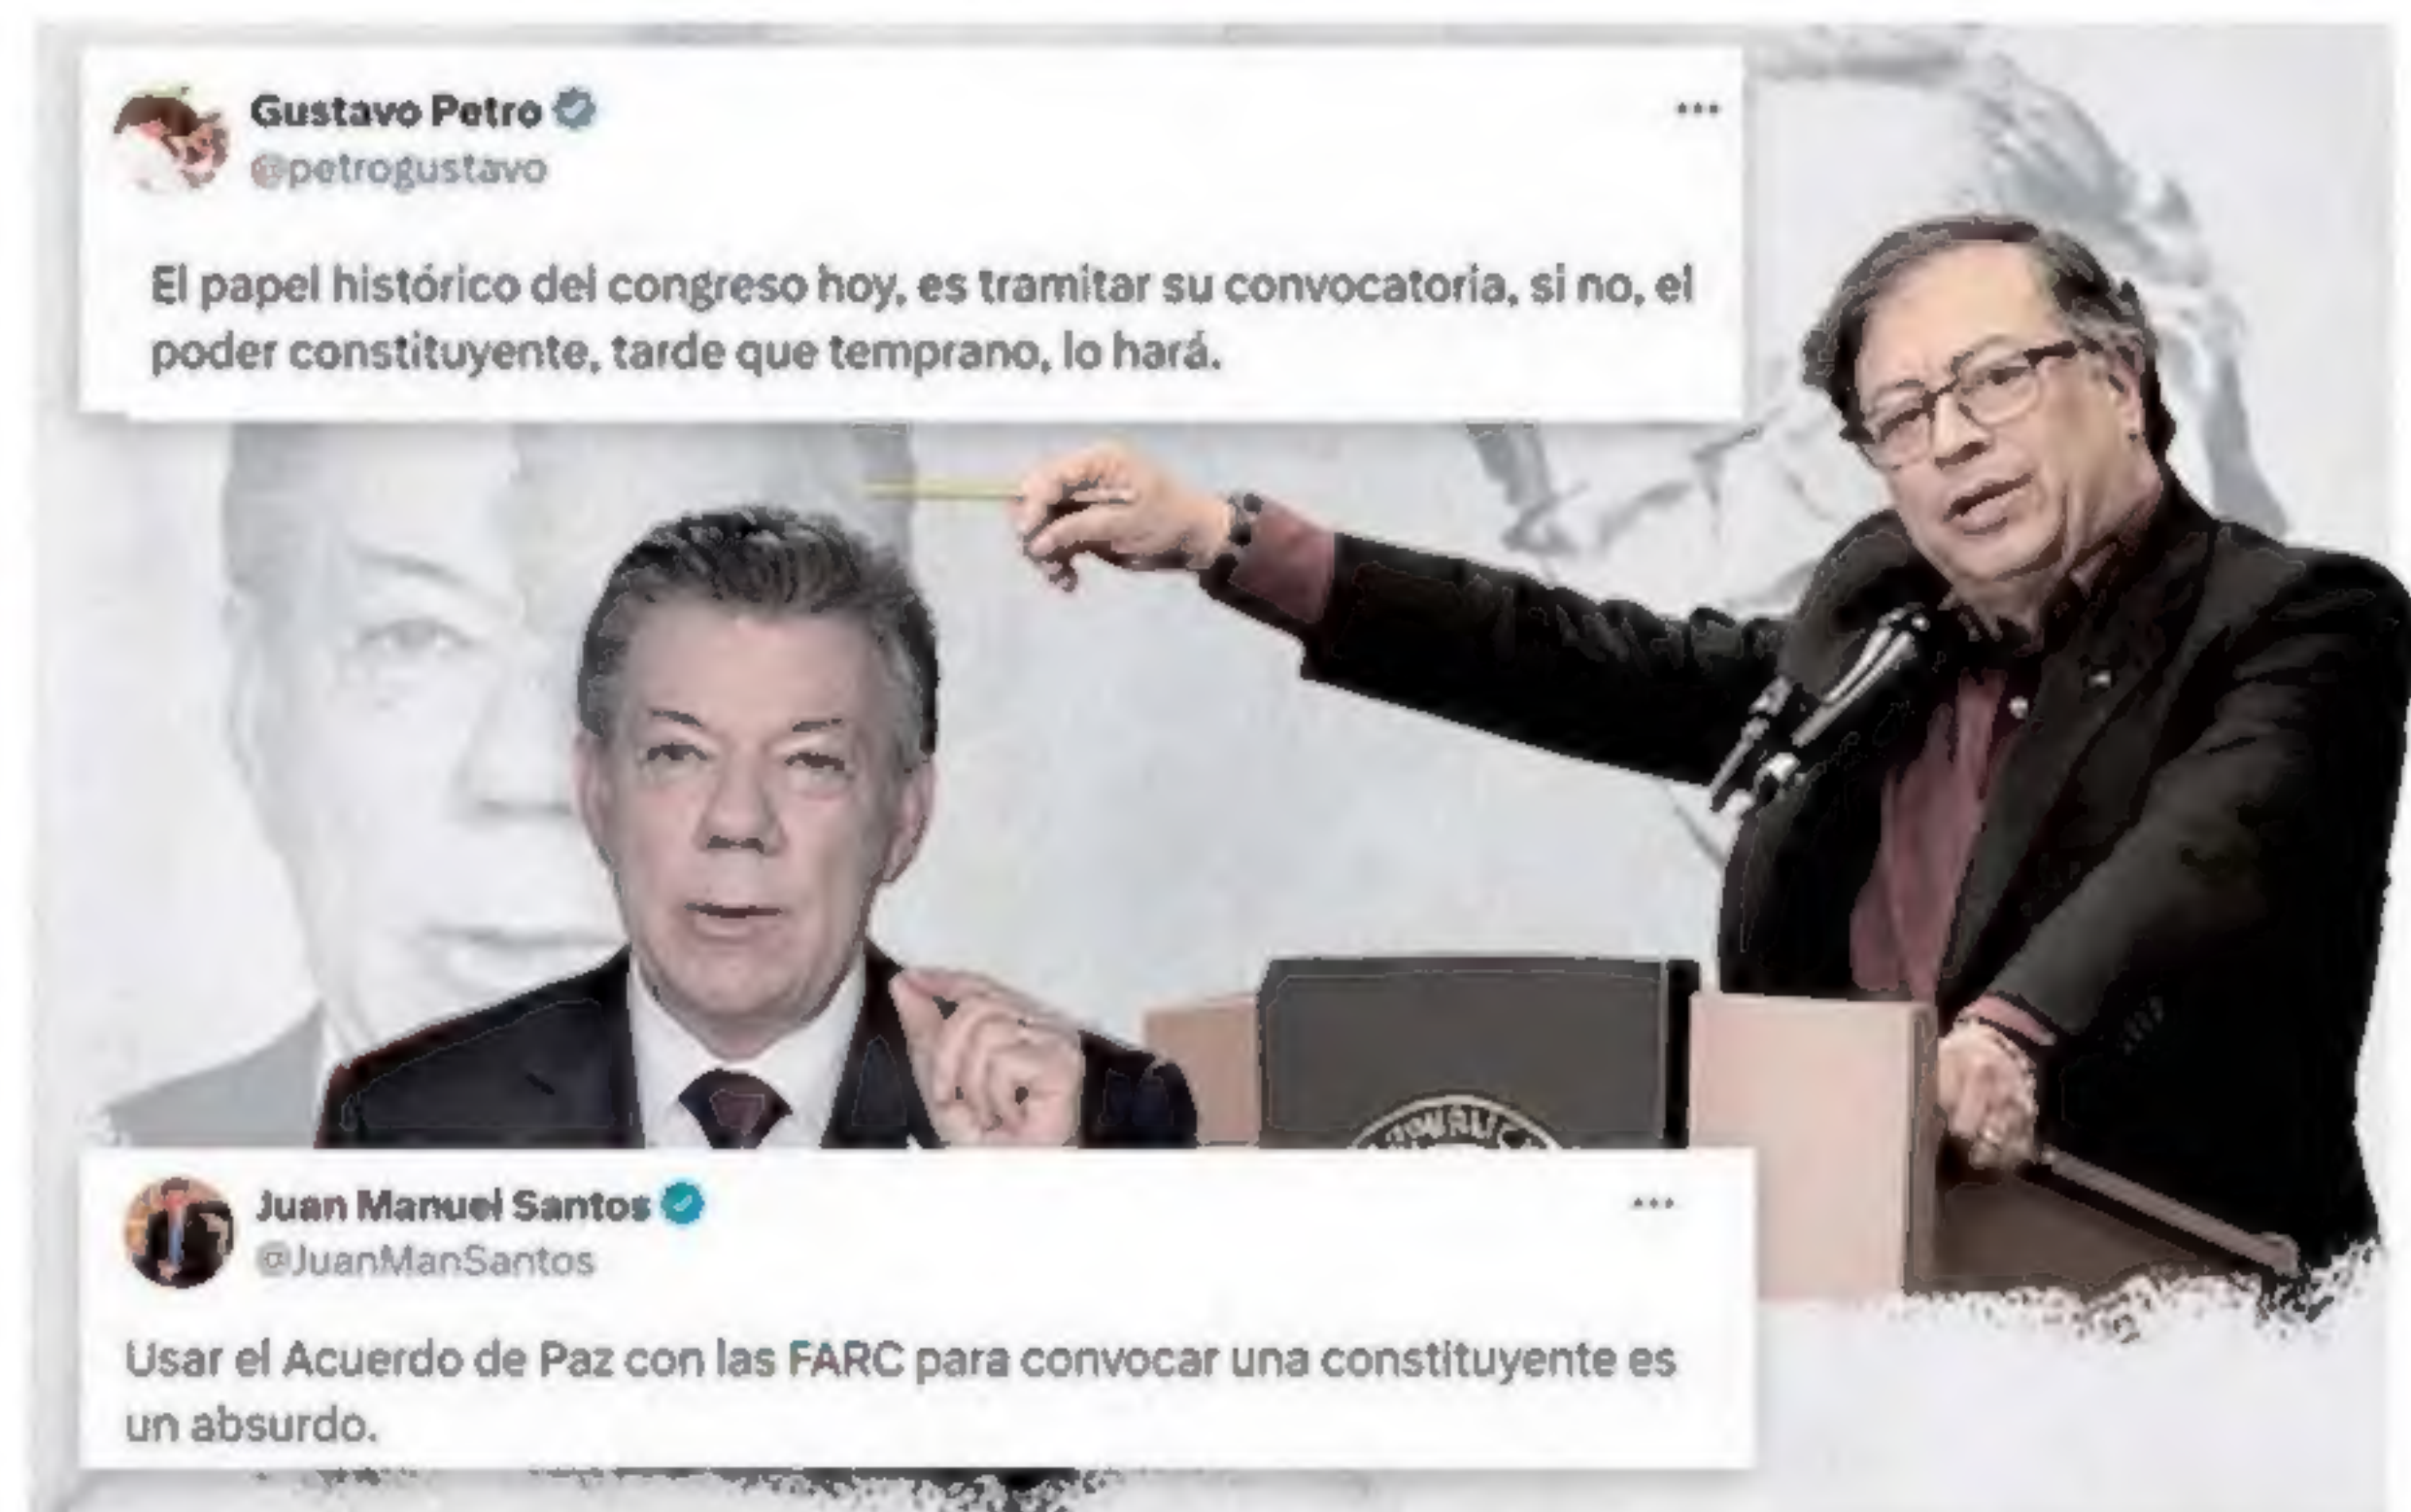 Gustavo Petro
@petrogustavo
El papel histórico del congreso hoy, es tramitar su convocatoria, si no, el
poder constituyente, tarde que temprano, lo hará.
Juan Manuel Santos
@JuanManSantos
Usar el Acuerdo de Paz con las FARC para convocar una constituyente es
un absurdo.